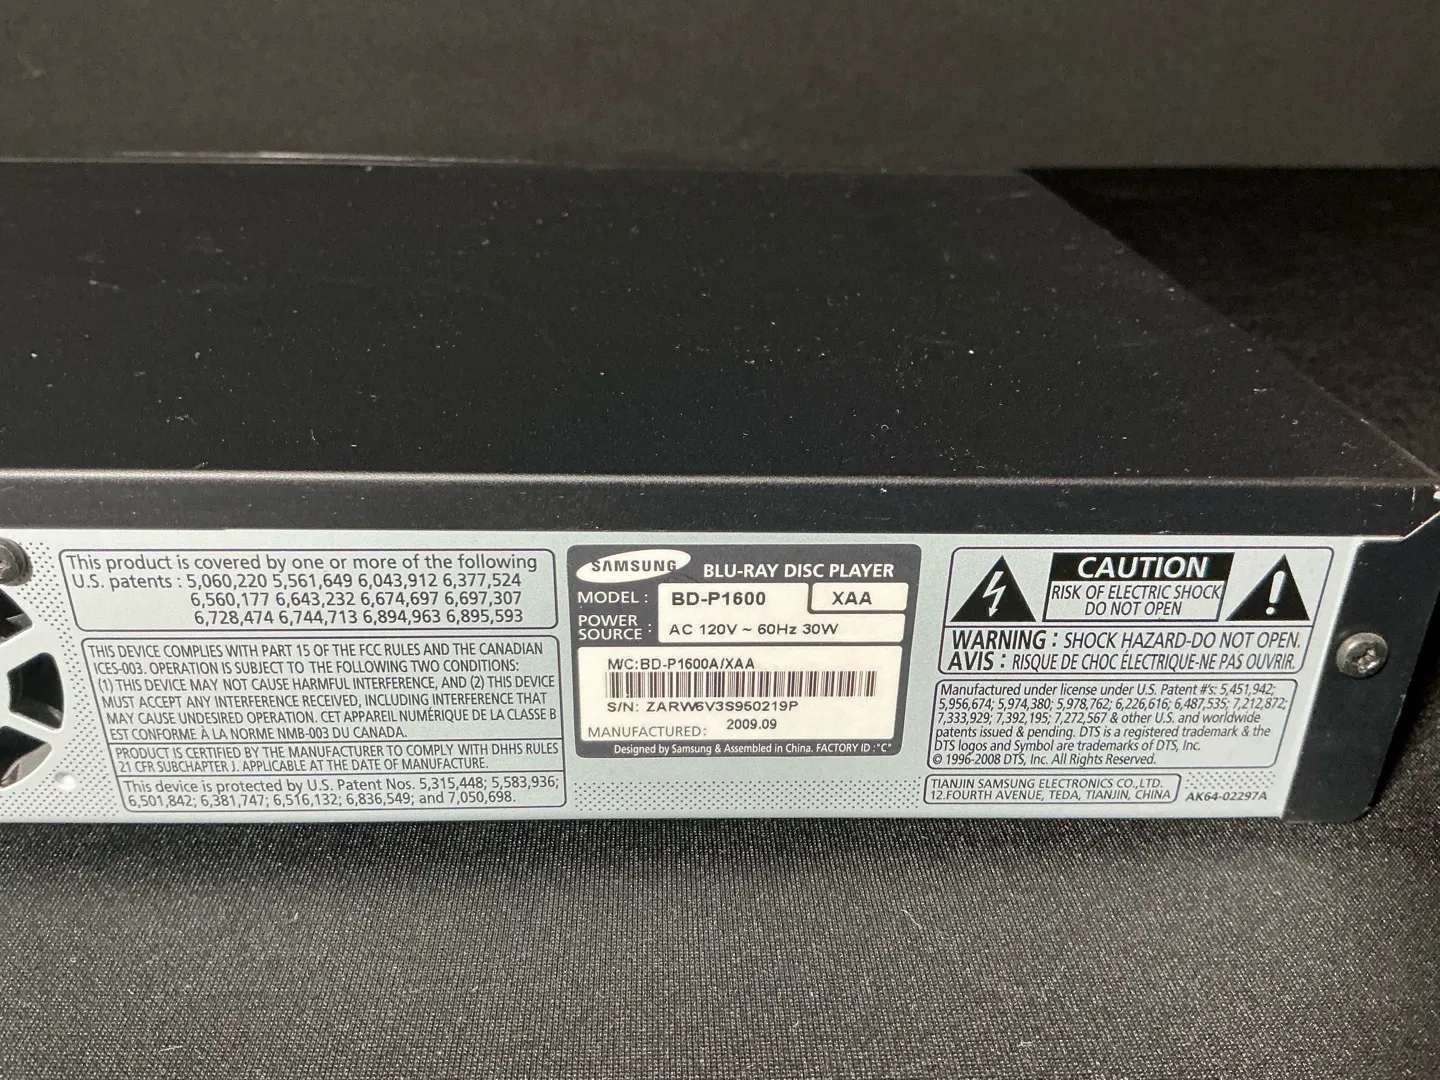 This product is covered by one or more of the following
U.S. patents : 5,060,220 5,561,649 6,043,912 6,377,524
6,560,177 6,643,232 6,674,697 6,697,307
6,728,474 6,744,713 6,894,963 6,895,593
THIS DEVICE COMPLIES WITH PART 15 OF THE FCC RULES AND THE CANADIAN
ICES-003. OPERATION IS SUBJECT TO THE FOLLOWING TWO CONDITIONS:
(1) THIS DEVICE MAY NOT CAUSE HARMFUL INTERFERENCE, AND (2) THIS DEVICE
MUST ACCEPT ANY INTERFERENCE RECEIVED, INCLUDING INTERFERENCE THAT
MAY CAUSE UNDESIRED OPERATION. CET APPAREIL NUMÉRIQUE DE LA CLASSE B
EST CONFORME À LA NORME NMB-003 DU CANADA.
PRODUCT IS CERTIFIED BY THE MANUFACTURER TO COMPLY WITH DHHS RULES
21 CFR SUBCHAPTER J. APPLICABLE AT THE DATE OF MANUFACTURE.
This device is protected by U.S. Patent Nos. 5,315,448; 5,583,936;
6,501,842; 6,381,747; 6,516,132; 6,836,549; and 7,050,698.
SAMSUNG BLU-RAY DISC PLAYER
MODEL : BD-P1600 XAA
POWER
SOURCE : AC 120V ~ 60Hz 30W
M/C:BD-P1600A/XAA
S/N: ZARW6V3S950219P
MANUFACTURED: 2009.09
Designed by Samsung & Assembled in China. FACTORY ID :"C"
CAUTION
RISK OF ELECTRIC SHOCK
DO NOT OPEN
WARNING : SHOCK HAZARD-DO NOT OPEN.
AVIS : RISQUE DE CHOC ÉLECTRIQUE-NE PAS OUVRIR.
Manufactured under license under U.S. Patent #'s: 5,451,942;
5,956,674; 5,974,380; 5,978,762; 6,226,616; 6,487,535; 7,212,872;
7,333,929; 7,392,195; 7,272,567 & other U.S. and worldwide
patents issued & pending. DTS is a registered trademark & the
DTS logos and Symbol are trademarks of DTS, Inc.
© 1996-2008 DTS, Inc. All Rights Reserved.
TIANJIN SAMSUNG ELECTRONICS CO.,LTD.
12.FOURTH AVENUE, TEDA, TIANJIN, CHINA
AK64-02297A